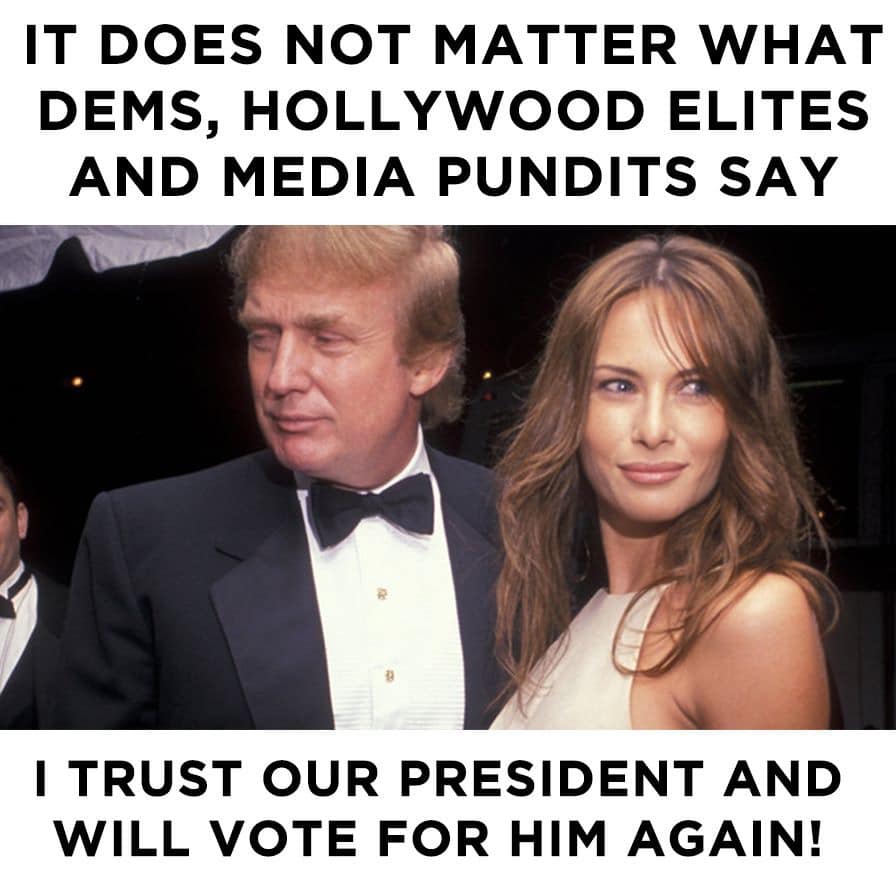 IT DOES NOT MATTER WHAT
DEMS, HOLLYWOOD ELITES
AND MEDIA PUNDITS SAY
I TRUST OUR PRESIDENT AND
WILL VOTE FOR HIM AGAIN!